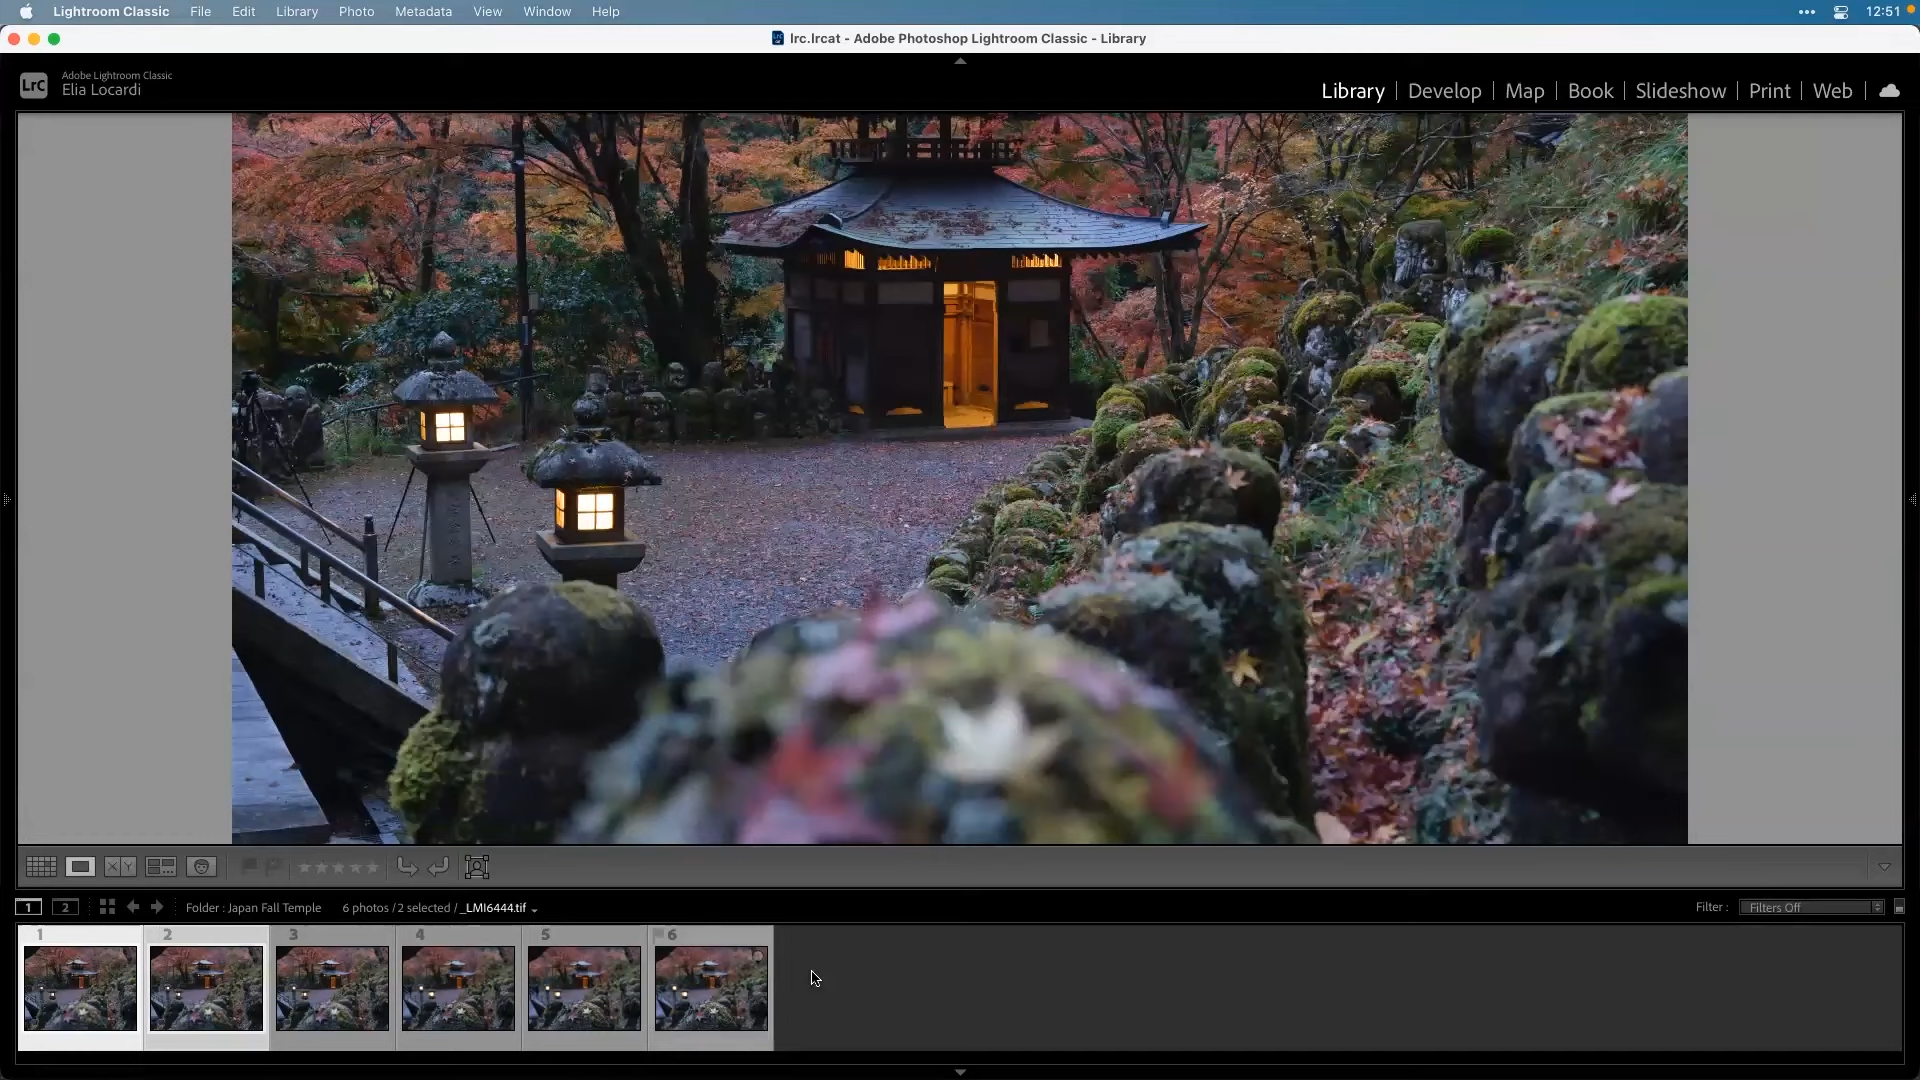 Lightroom Classic File Edit Library Photo Metadata View Window Help 12:51
lrc.lrcat - Adobe Photoshop Lightroom Classic - Library
LrC
Adobe Lightroom Classic
Elia Locardi
Library | Develop | Map | Book | Slideshow | Print | Web
X Y
1 2 Folder : Japan Fall Temple 6 photos / 2 selected / _LMI6444.tif Filter : Filters Off
1 2 3 4 5 6